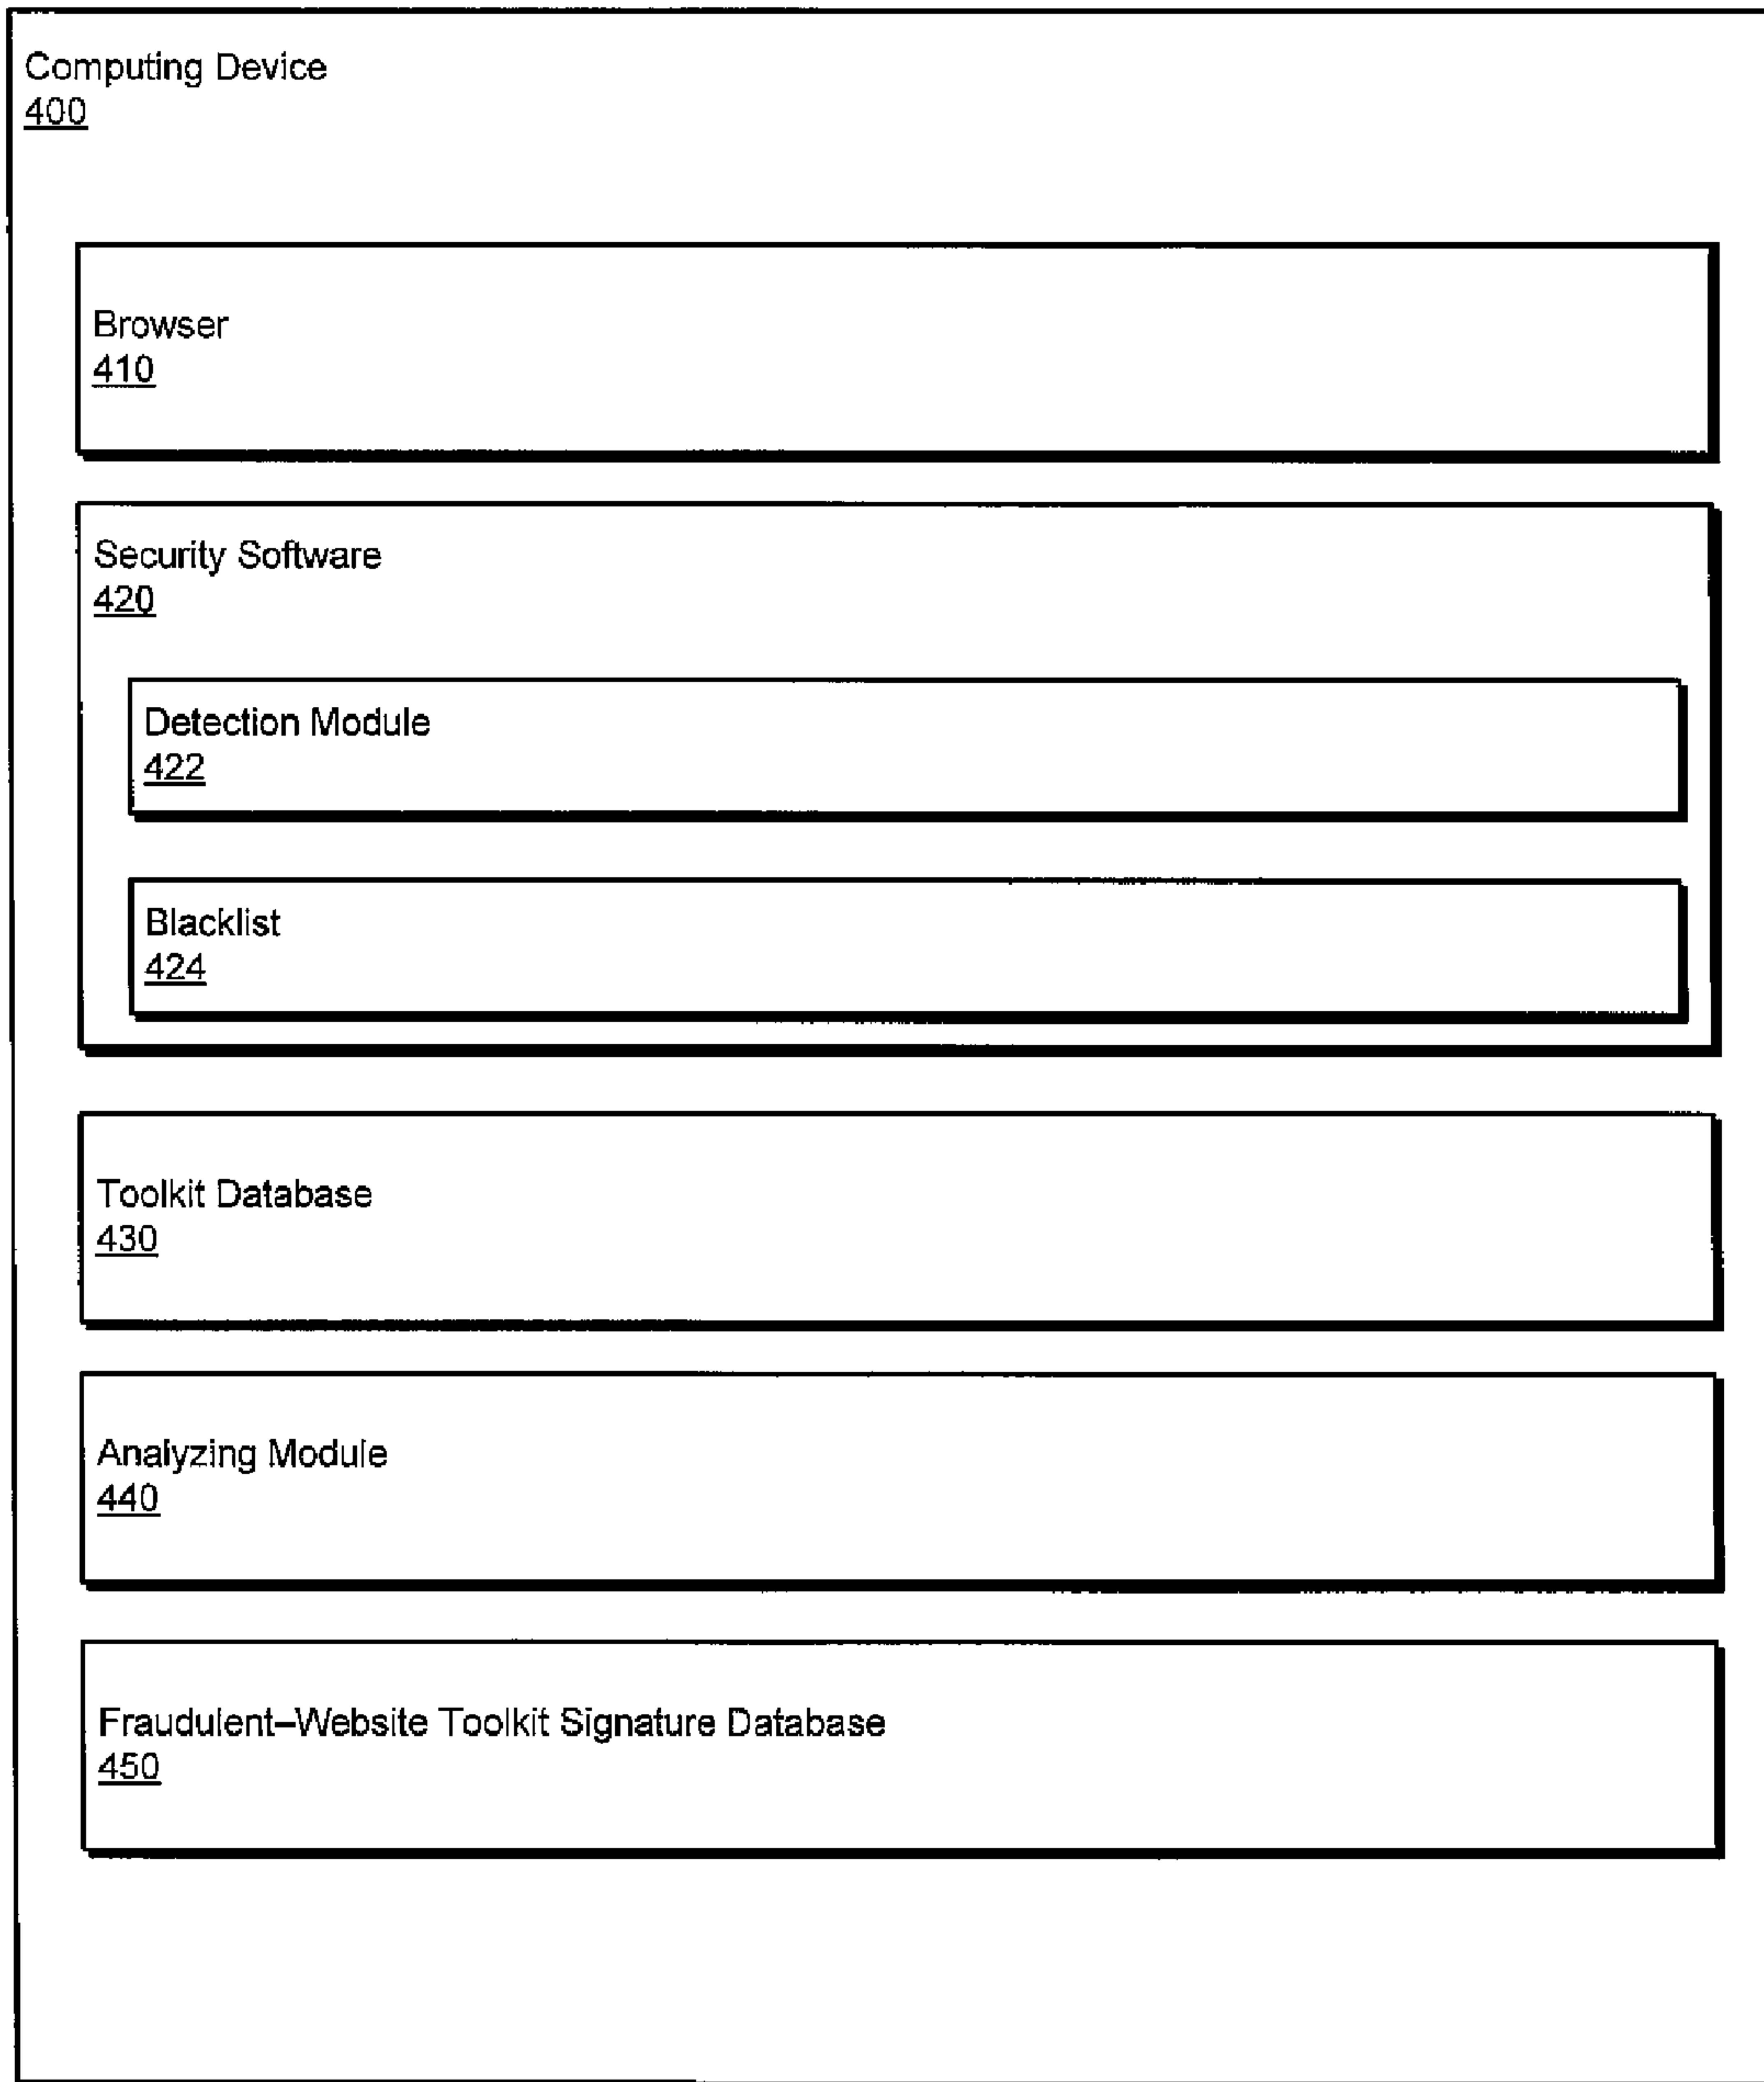 Computing Device
400
Browser
410
Security Software
420
Detection Module
422
Blacklist
424
Toolkit Database
430
Analyzing Module
440
Fraudulent–Website Toolkit Signature Database
450